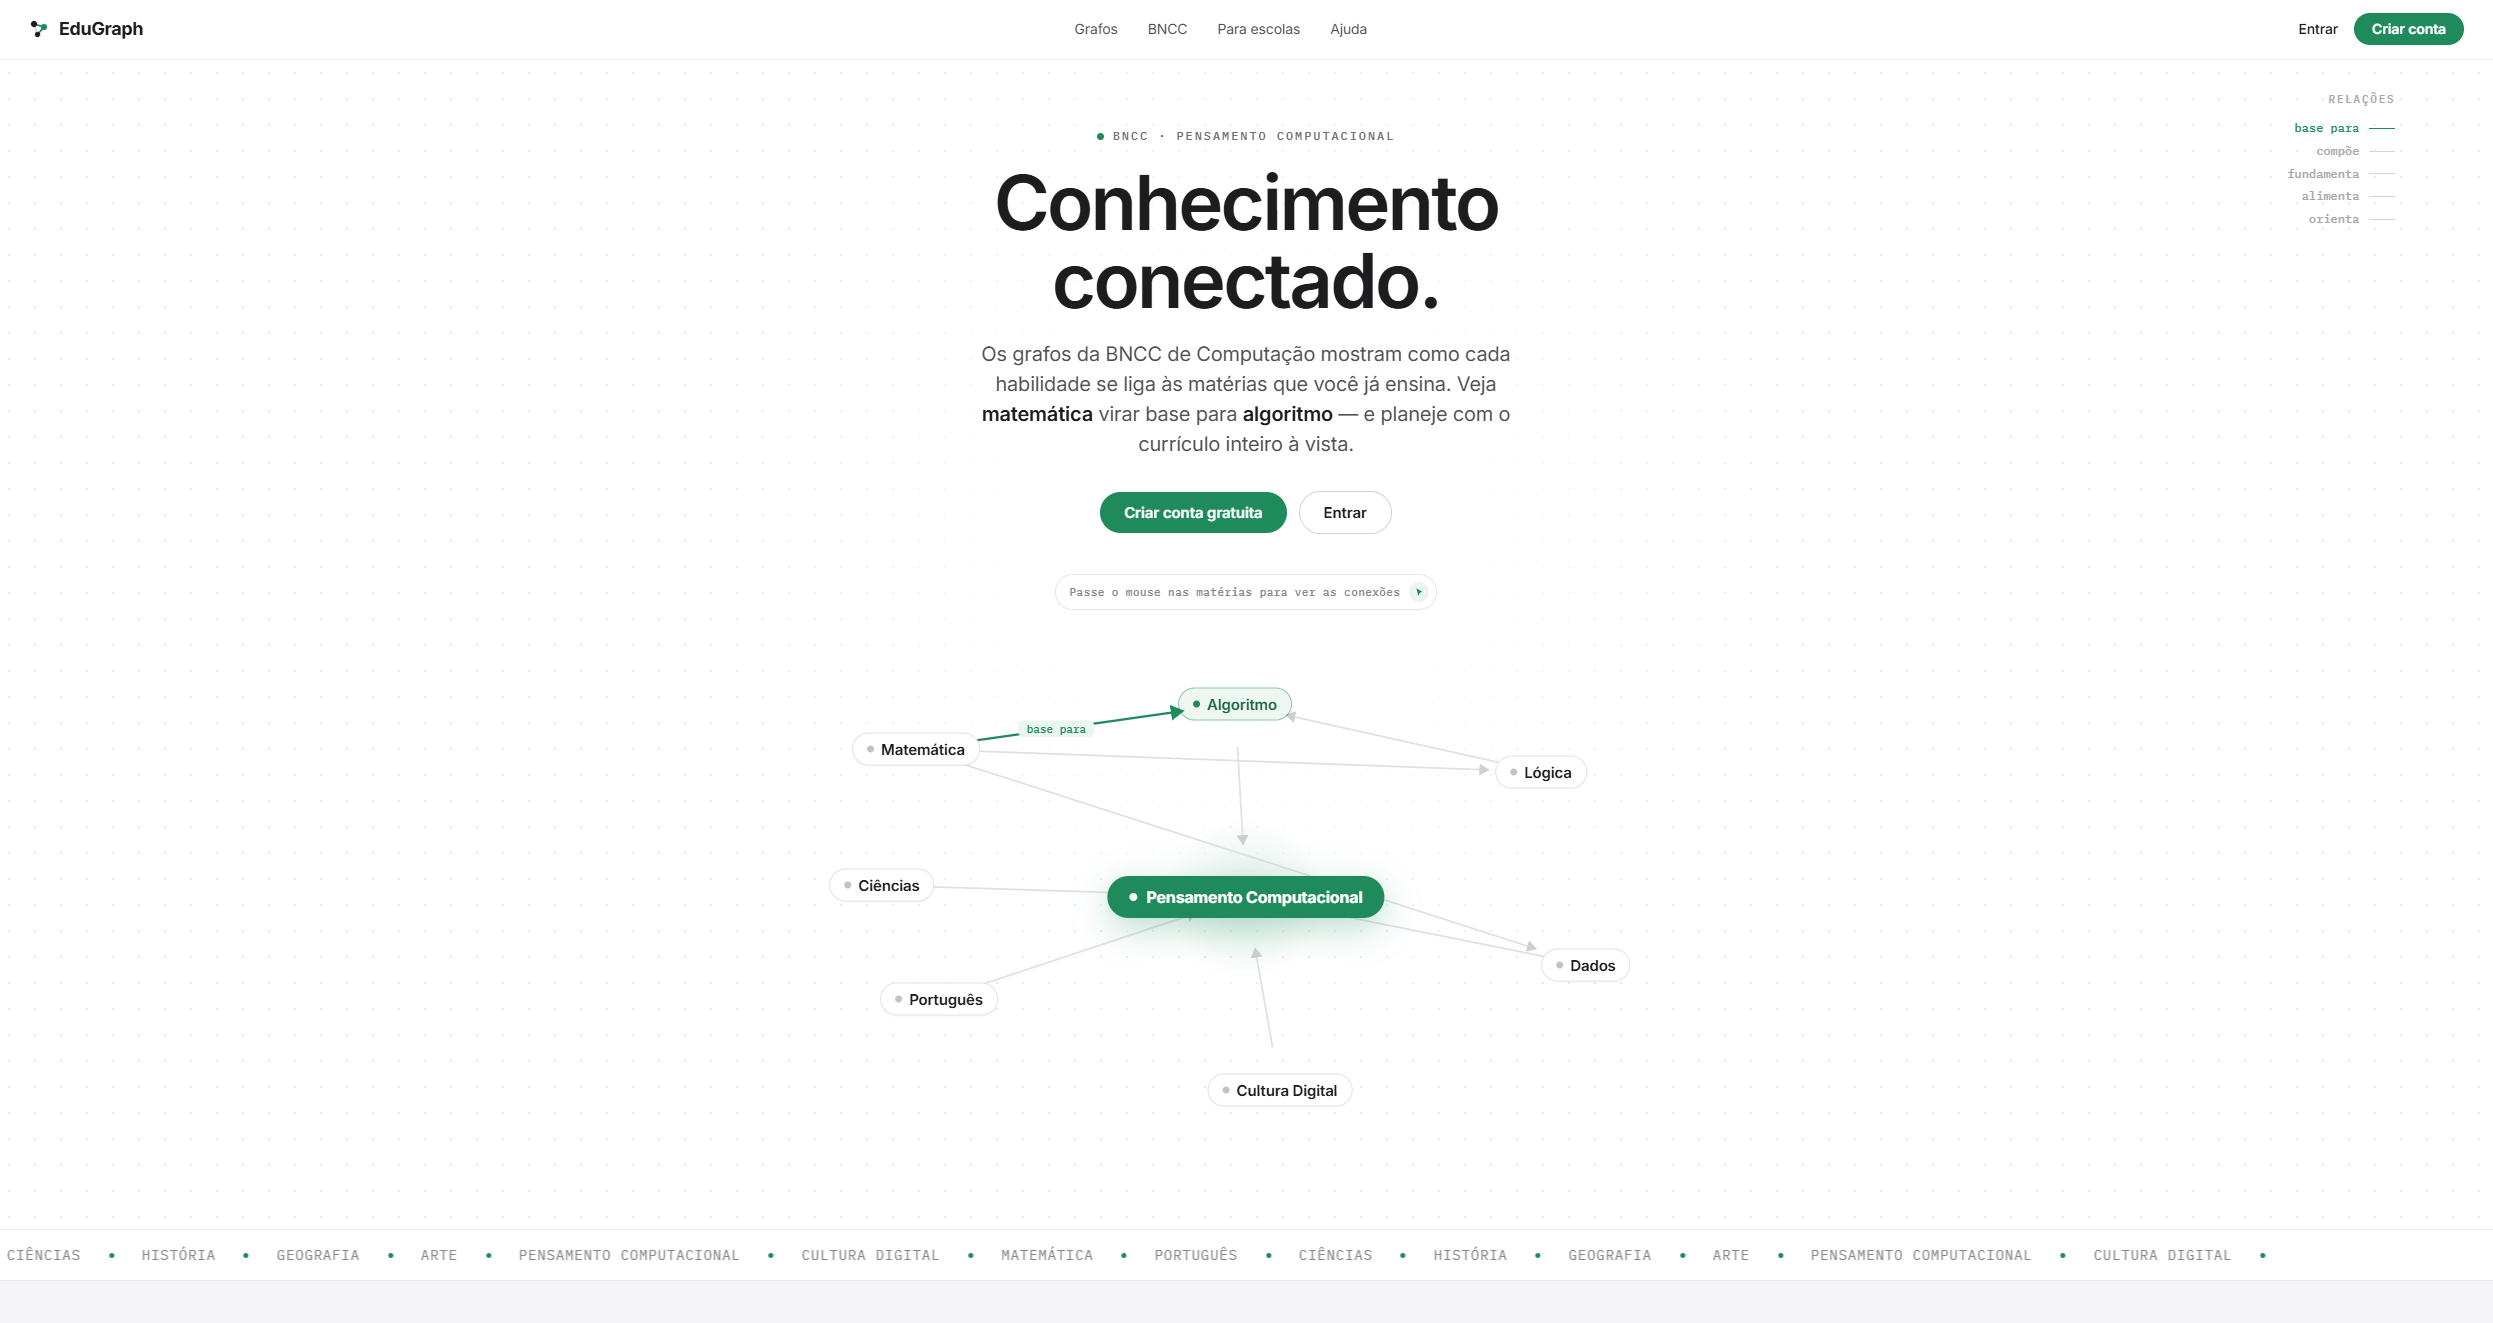 EduGraph
Grafos
BNCC
Para escolas
Ajuda
Entrar
Criar conta
RELAÇÕES
base para
compõe
fundamenta
alimenta
orienta
BNCC · PENSAMENTO COMPUTACIONAL
Conhecimento
conectado.
Os grafos da BNCC de Computação mostram como cada
habilidade se liga às matérias que você já ensina. Veja
matemática virar base para algoritmo — e planeje com o
currículo inteiro à vista.
Criar conta gratuita
Entrar
Passe o mouse nas matérias para ver as conexões
Algoritmo
base para
Matemática
Lógica
Ciências
Pensamento Computacional
Dados
Português
Cultura Digital
CIÊNCIAS • HISTÓRIA • GEOGRAFIA • ARTE • PENSAMENTO COMPUTACIONAL • CULTURA DIGITAL • MATEMÁTICA • PORTUGUÊS • CIÊNCIAS • HISTÓRIA • GEOGRAFIA • ARTE • PENSAMENTO COMPUTACIONAL • CULTURA DIGITAL •